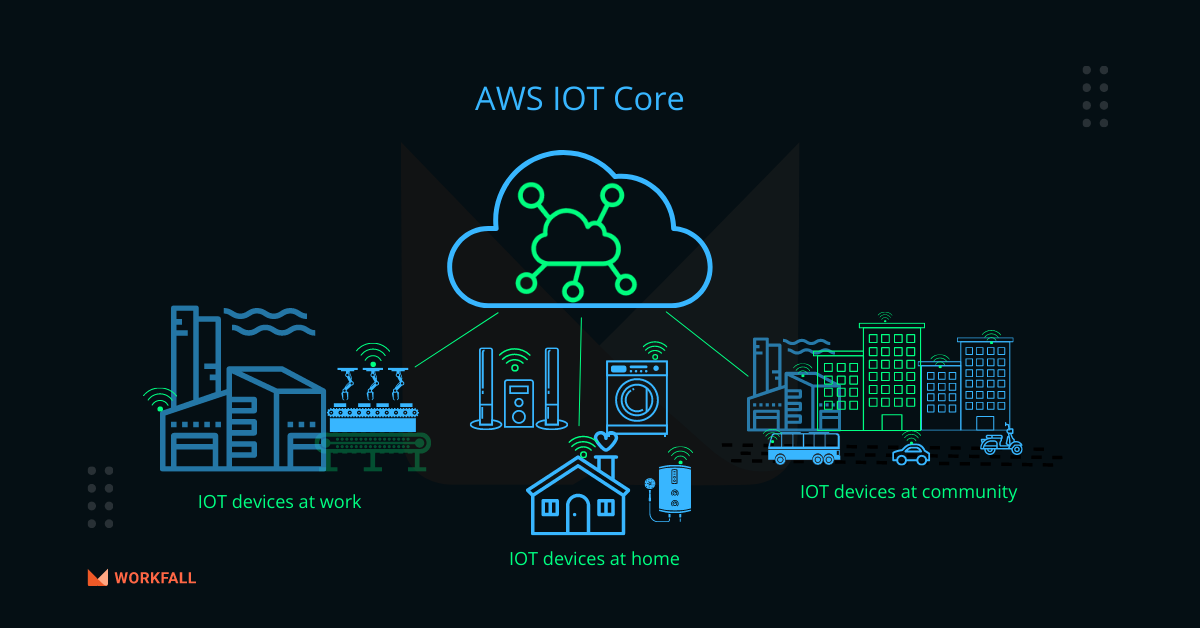 AWS IOT Core
IOT devices at work
IOT devices at home
IOT devices at community
WORKFALL